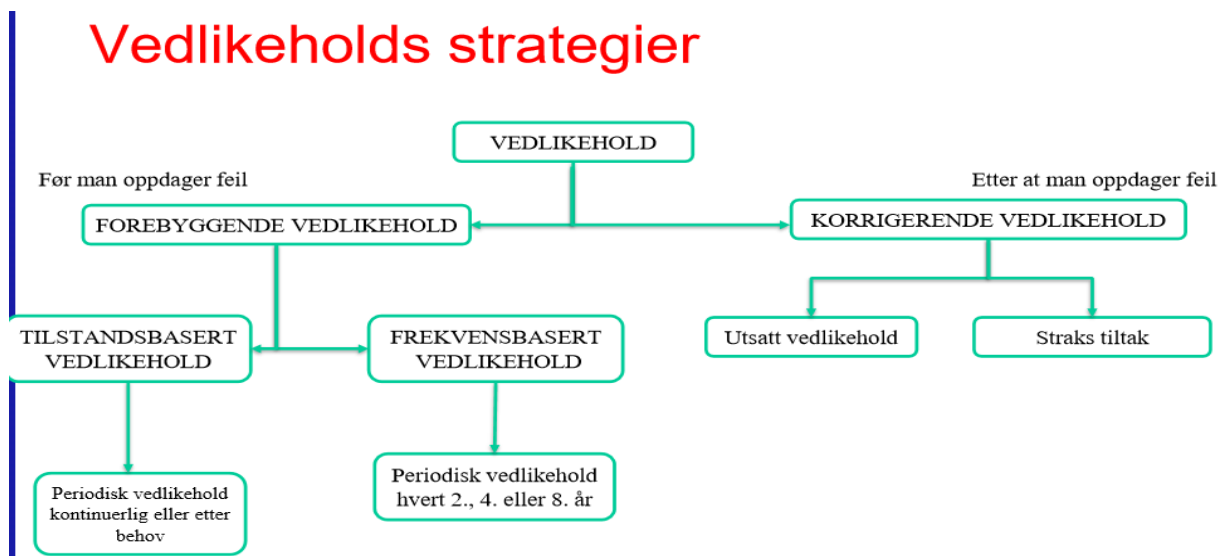 Vedlikeholds strategier
VEDLIKEHOLD
Før man oppdager feil
Etter at man oppdager feil
FOREBYGGENDE VEDLIKEHOLD
KORRIGERENDE VEDLIKEHOLD
TILSTANDSBASERT
VEDLIKEHOLD
FREKVENSBASERT
VEDLIKEHOLD
Utsatt vedlikehold
Straks tiltak
Periodisk vedlikehold
kontinuerlig eller etter
behov
Periodisk vedlikehold
hvert 2., 4. eller 8. år